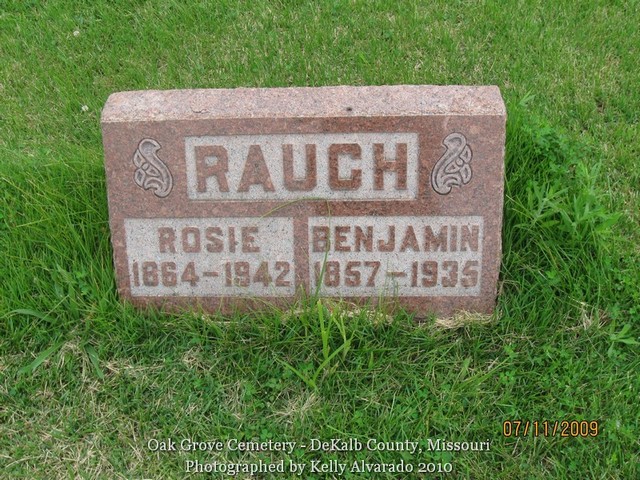 RAUCH
ROSIE
1864-1942
BENJAMIN
1857-1935
07/11/2009
Oak Grove Cemetery - DeKalb County, Missouri
Photographed by Kelly Alvarado 2010